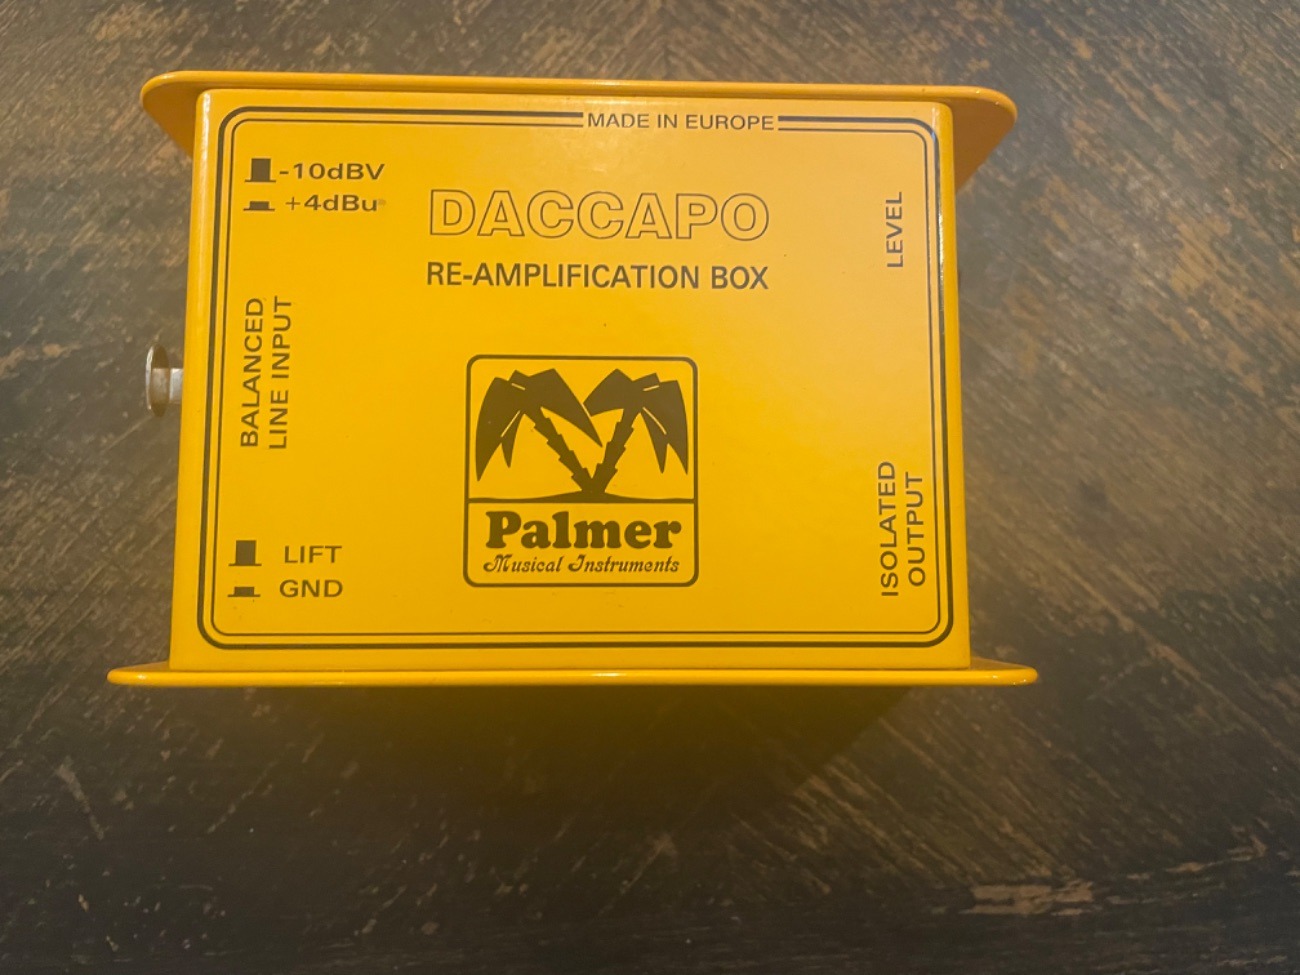 MADE IN EUROPE
-10dBV
+4dBu
DACCAPO
RE-AMPLIFICATION BOX
LEVEL
BALANCED
LINE INPUT
Palmer
Musical Instruments
LIFT
GND
ISOLATED
OUTPUT